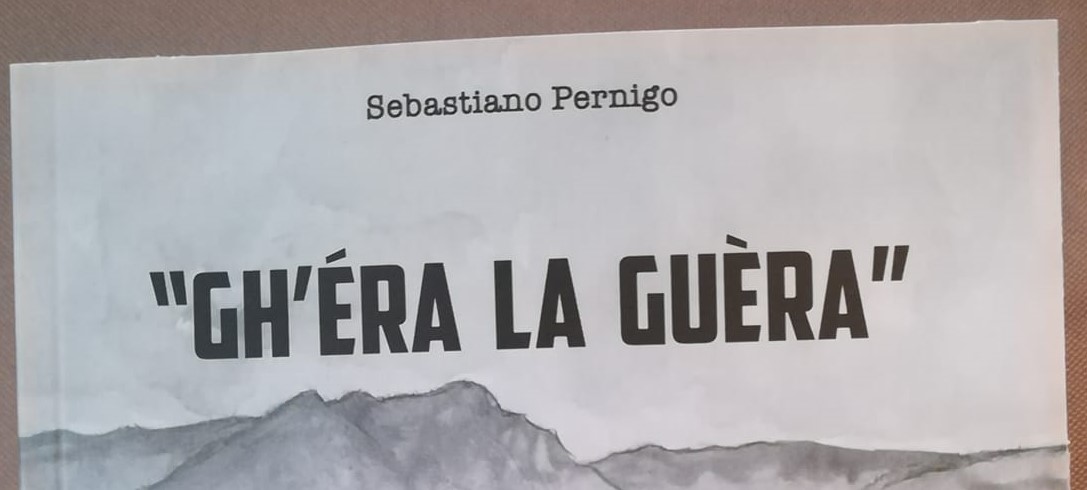 Sebastiano Pernigo
"GH'ÉRA LA GUÈRA"